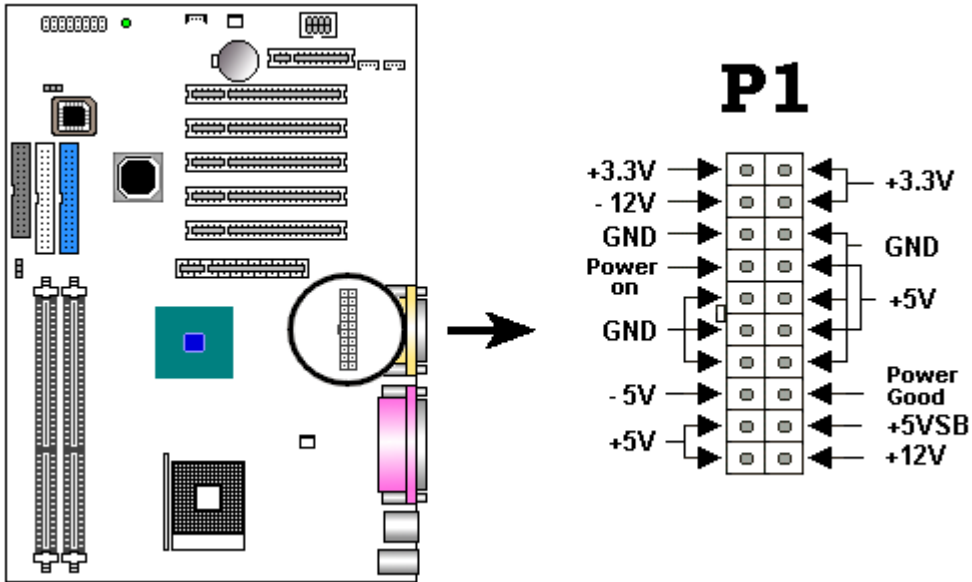 P1
+3.3V
- 12V
GND
Power
on
GND
- 5V
+5V
+3.3V
GND
+5V
Power
Good
+5VSB
+12V